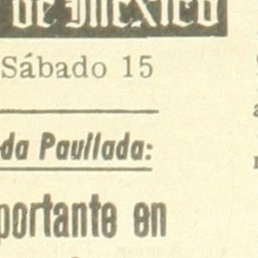 de México
Sábado 15
da Paullada:
portante en